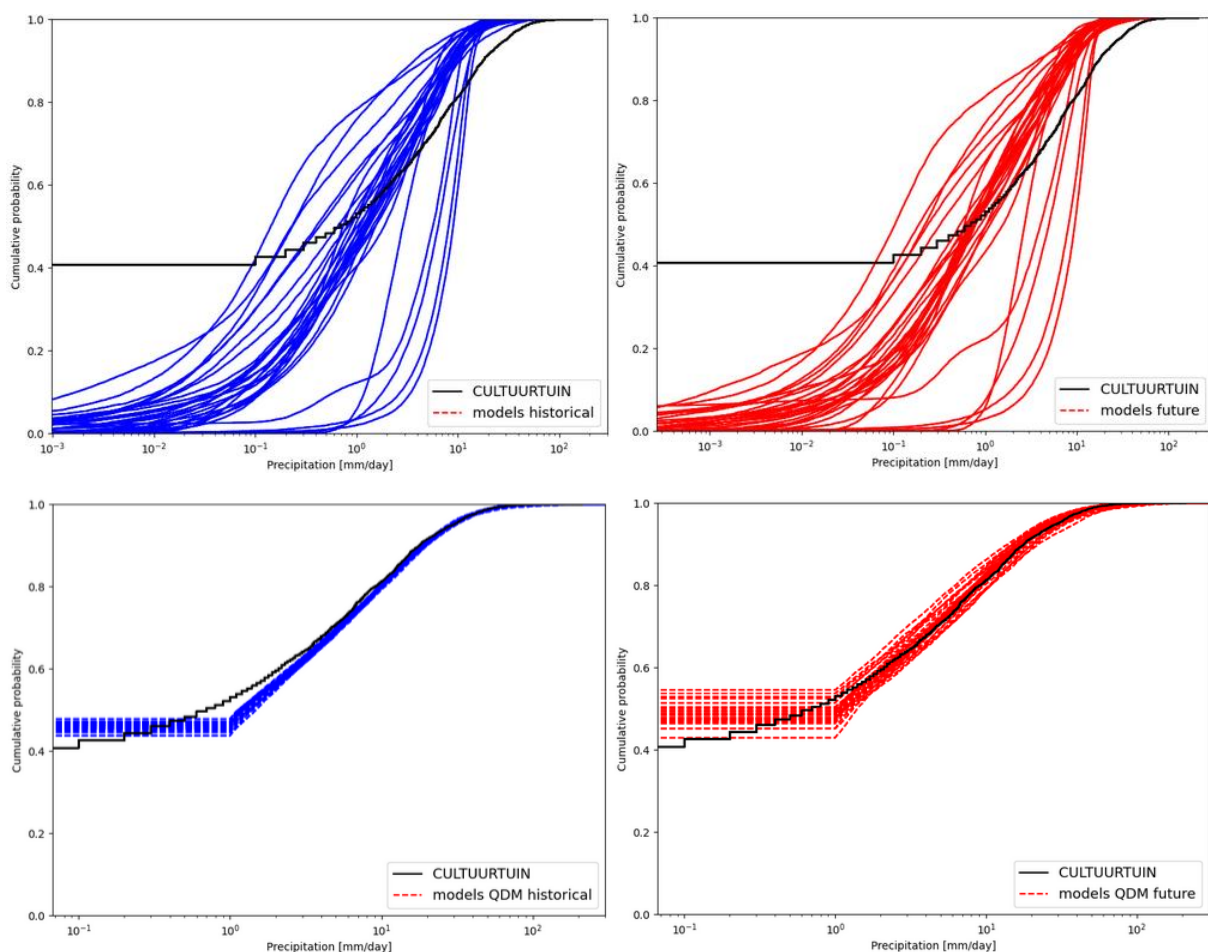 1.0
0.8
0.6
0.4
0.2
0.0
Cumulative probability
CULTUURTUIN
models historical
10⁻³
10⁻²
10⁻¹
10⁰
10¹
10²
Precipitation [mm/day]
1.0
0.8
0.6
0.4
0.2
0.0
Cumulative probability
CULTUURTUIN
models future
10⁻³
10⁻²
10⁻¹
10⁰
10¹
10²
Precipitation [mm/day]
1.0
0.8
0.6
0.4
0.2
0.0
Cumulative probability
CULTUURTUIN
models QDM historical
10⁻¹
10⁰
10¹
10²
Precipitation [mm/day]
1.0
0.8
0.6
0.4
0.2
0.0
Cumulative probability
CULTUURTUIN
models QDM future
10⁻¹
10⁰
10¹
10²
Precipitation [mm/day]